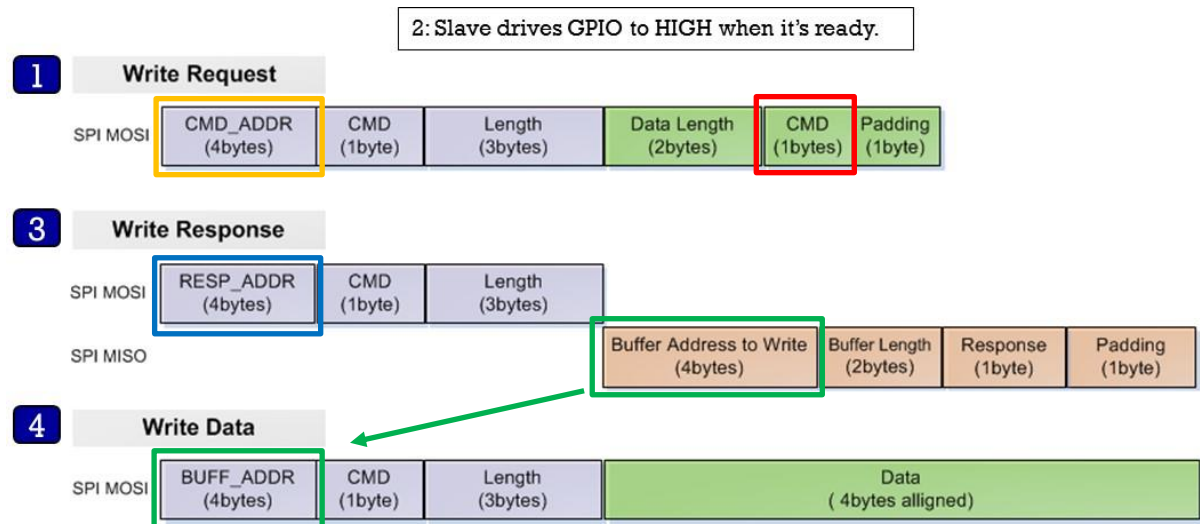 2: Slave drives GPIO to HIGH when it's ready.
1
Write Request
SPI MOSI
CMD_ADDR
(4bytes)
CMD
(1byte)
Length
(3bytes)
Data Length
(2bytes)
CMD
(1bytes)
Padding
(1byte)
3
Write Response
SPI MOSI
RESP_ADDR
(4bytes)
CMD
(1byte)
Length
(3bytes)
SPI MISO
Buffer Address to Write
(4bytes)
Buffer Length
(2bytes)
Response
(1byte)
Padding
(1byte)
4
Write Data
SPI MOSI
BUFF_ADDR
(4bytes)
CMD
(1byte)
Length
(3bytes)
Data
( 4bytes alligned)